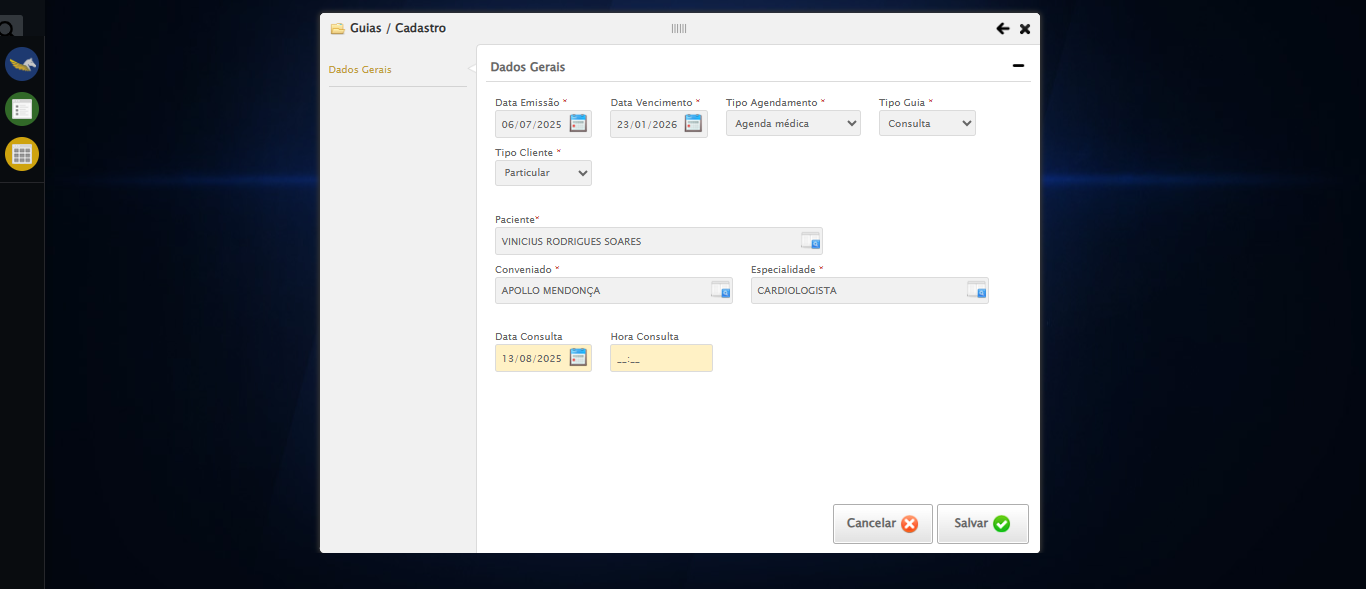 Guias / Cadastro
Dados Gerais
Dados Gerais
Data Emissão * Data Vencimento * Tipo Agendamento * Tipo Guia *
06/07/2025 23/01/2026 Agenda médica Consulta
Tipo Cliente *
Particular
Paciente*
VINICIUS RODRIGUES SOARES
Conveniado * Especialidade *
APOLLO MENDONÇA CARDIOLOGISTA
Data Consulta Hora Consulta
13/08/2025 __:__
Cancelar Salvar